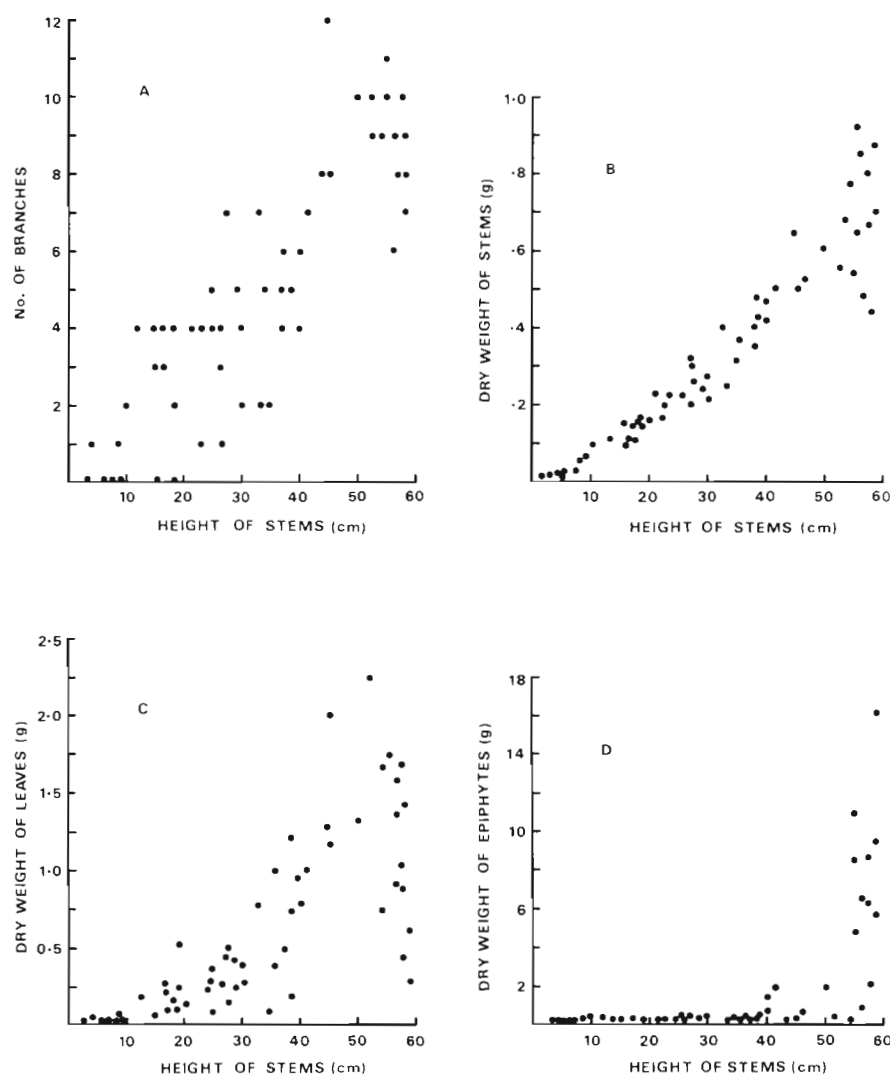 A
No. OF BRANCHES
12
10
8
6
4
2
10 20 30 40 50 60
HEIGHT OF STEMS (cm)
B
DRY WEIGHT OF STEMS (g)
1·0
·8
·6
·4
·2
10 20 30 40 50 60
HEIGHT OF STEMS (cm)
C
DRY WEIGHT OF LEAVES (g)
2·5
2·0
1·5
1·0
0·5
10 20 30 40 50 60
HEIGHT OF STEMS (cm)
D
DRY WEIGHT OF EPIPHYTES (g)
18
14
10
6
2
10 20 30 40 50 60
HEIGHT OF STEMS (cm)